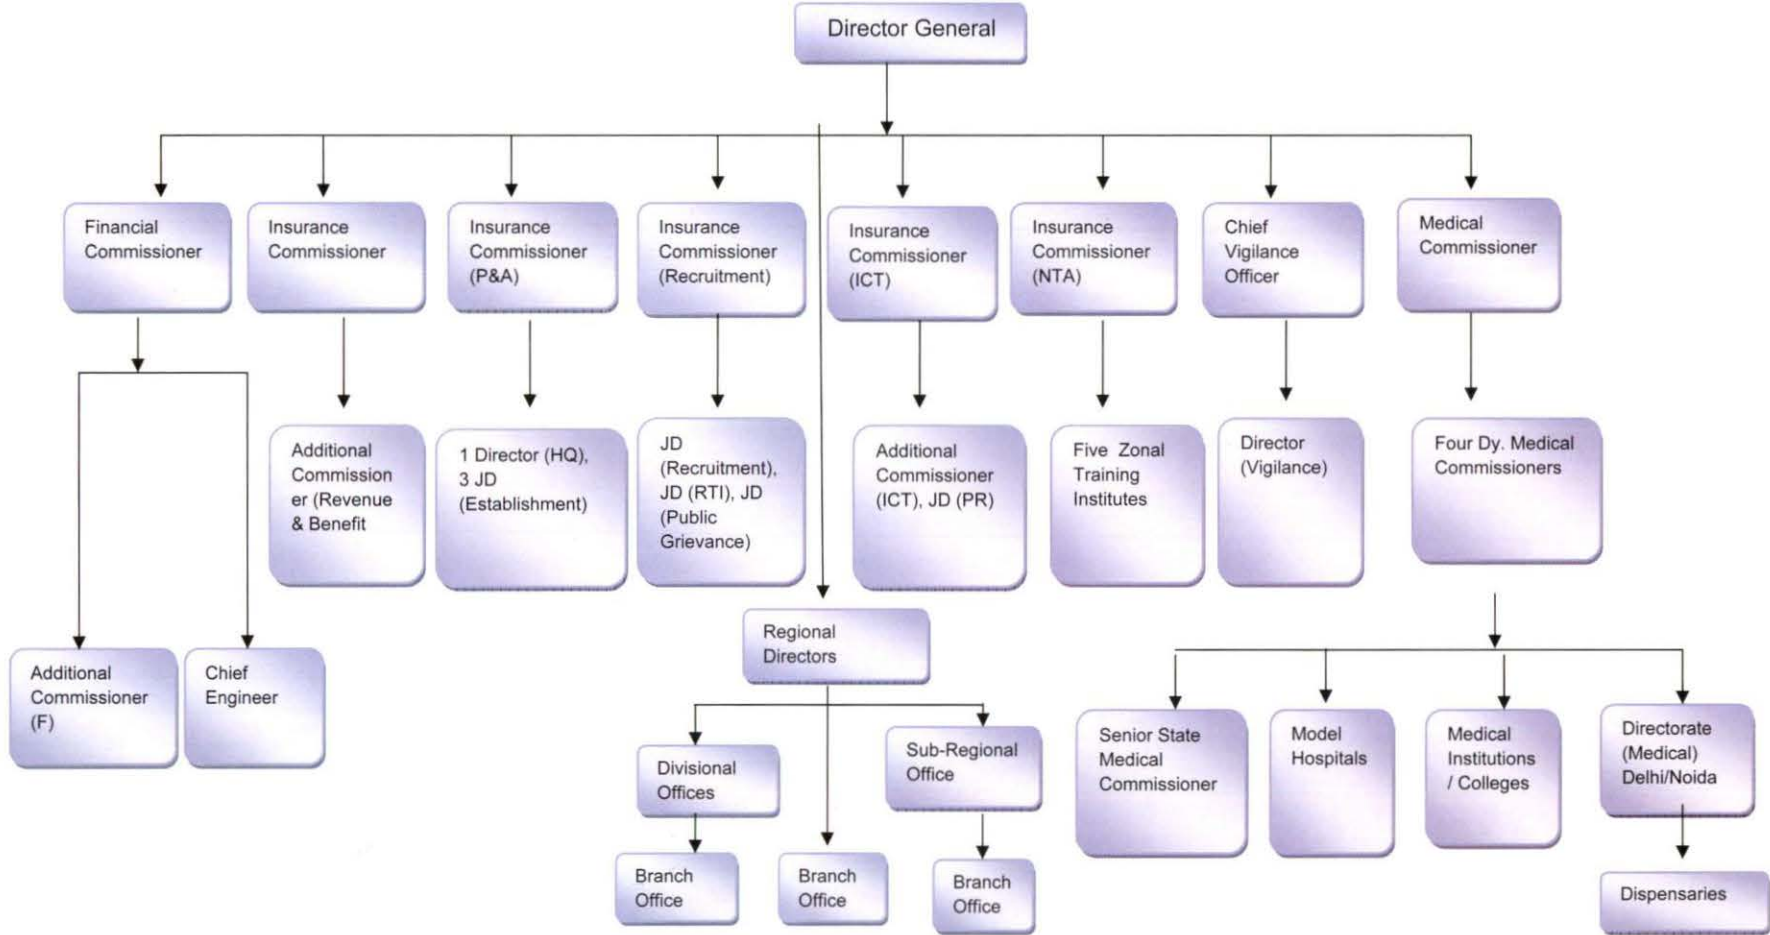 Director General
Financial
Commissioner
Insurance
Commissioner
Insurance
Commissioner
(P&A)
Insurance
Commissioner
(Recruitment)
Insurance
Commissioner
(ICT)
Insurance
Commissioner
(NTA)
Chief
Vigilance
Officer
Medical
Commissioner
Additional
Commission
er (Revenue
& Benefit
1 Director (HQ),
3 JD
(Establishment)
JD
(Recruitment),
JD (RTI), JD
(Public
Grievance)
Additional
Commissioner
(ICT), JD (PR)
Five Zonal
Training
Institutes
Director
(Vigilance)
Four Dy. Medical
Commissioners
Additional
Commissioner
(F)
Chief
Engineer
Regional
Directors
Divisional
Offices
Sub-Regional
Office
Branch
Office
Branch
Office
Branch
Office
Senior State
Medical
Commissioner
Model
Hospitals
Medical
Institutions
/ Colleges
Directorate
(Medical)
Delhi/Noida
Dispensaries